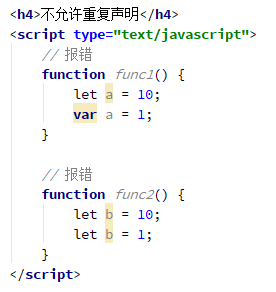 <h4>不允许重复声明</h4>
<script type="text/javascript">
    // 报错
    function func1() {
        let a = 10;
        var a = 1;
    }

    // 报错
    function func2() {
        let b = 10;
        let b = 1;
    }
</script>